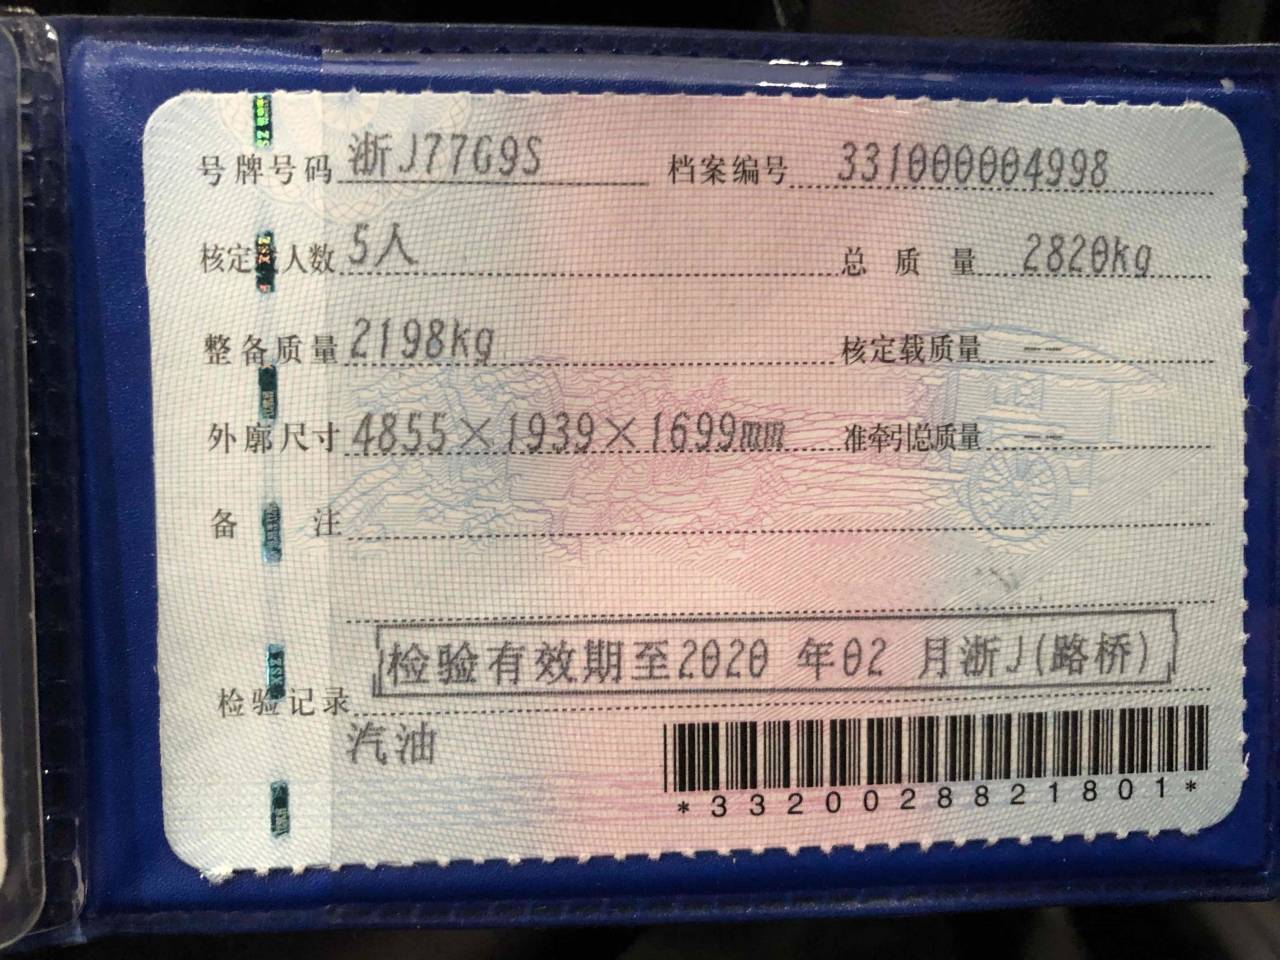 号牌号码 浙J77G9S 档案编号 331000004998
核定载人数 5人 总质量 2820kg
整备质量 2198kg 核定载质量 --
外廓尺寸 4855×1939×1699mm 准牵引总质量 --
备注
检验有效期至2020 年02 月浙J(路桥)
检验记录
汽油
*3320028821801*